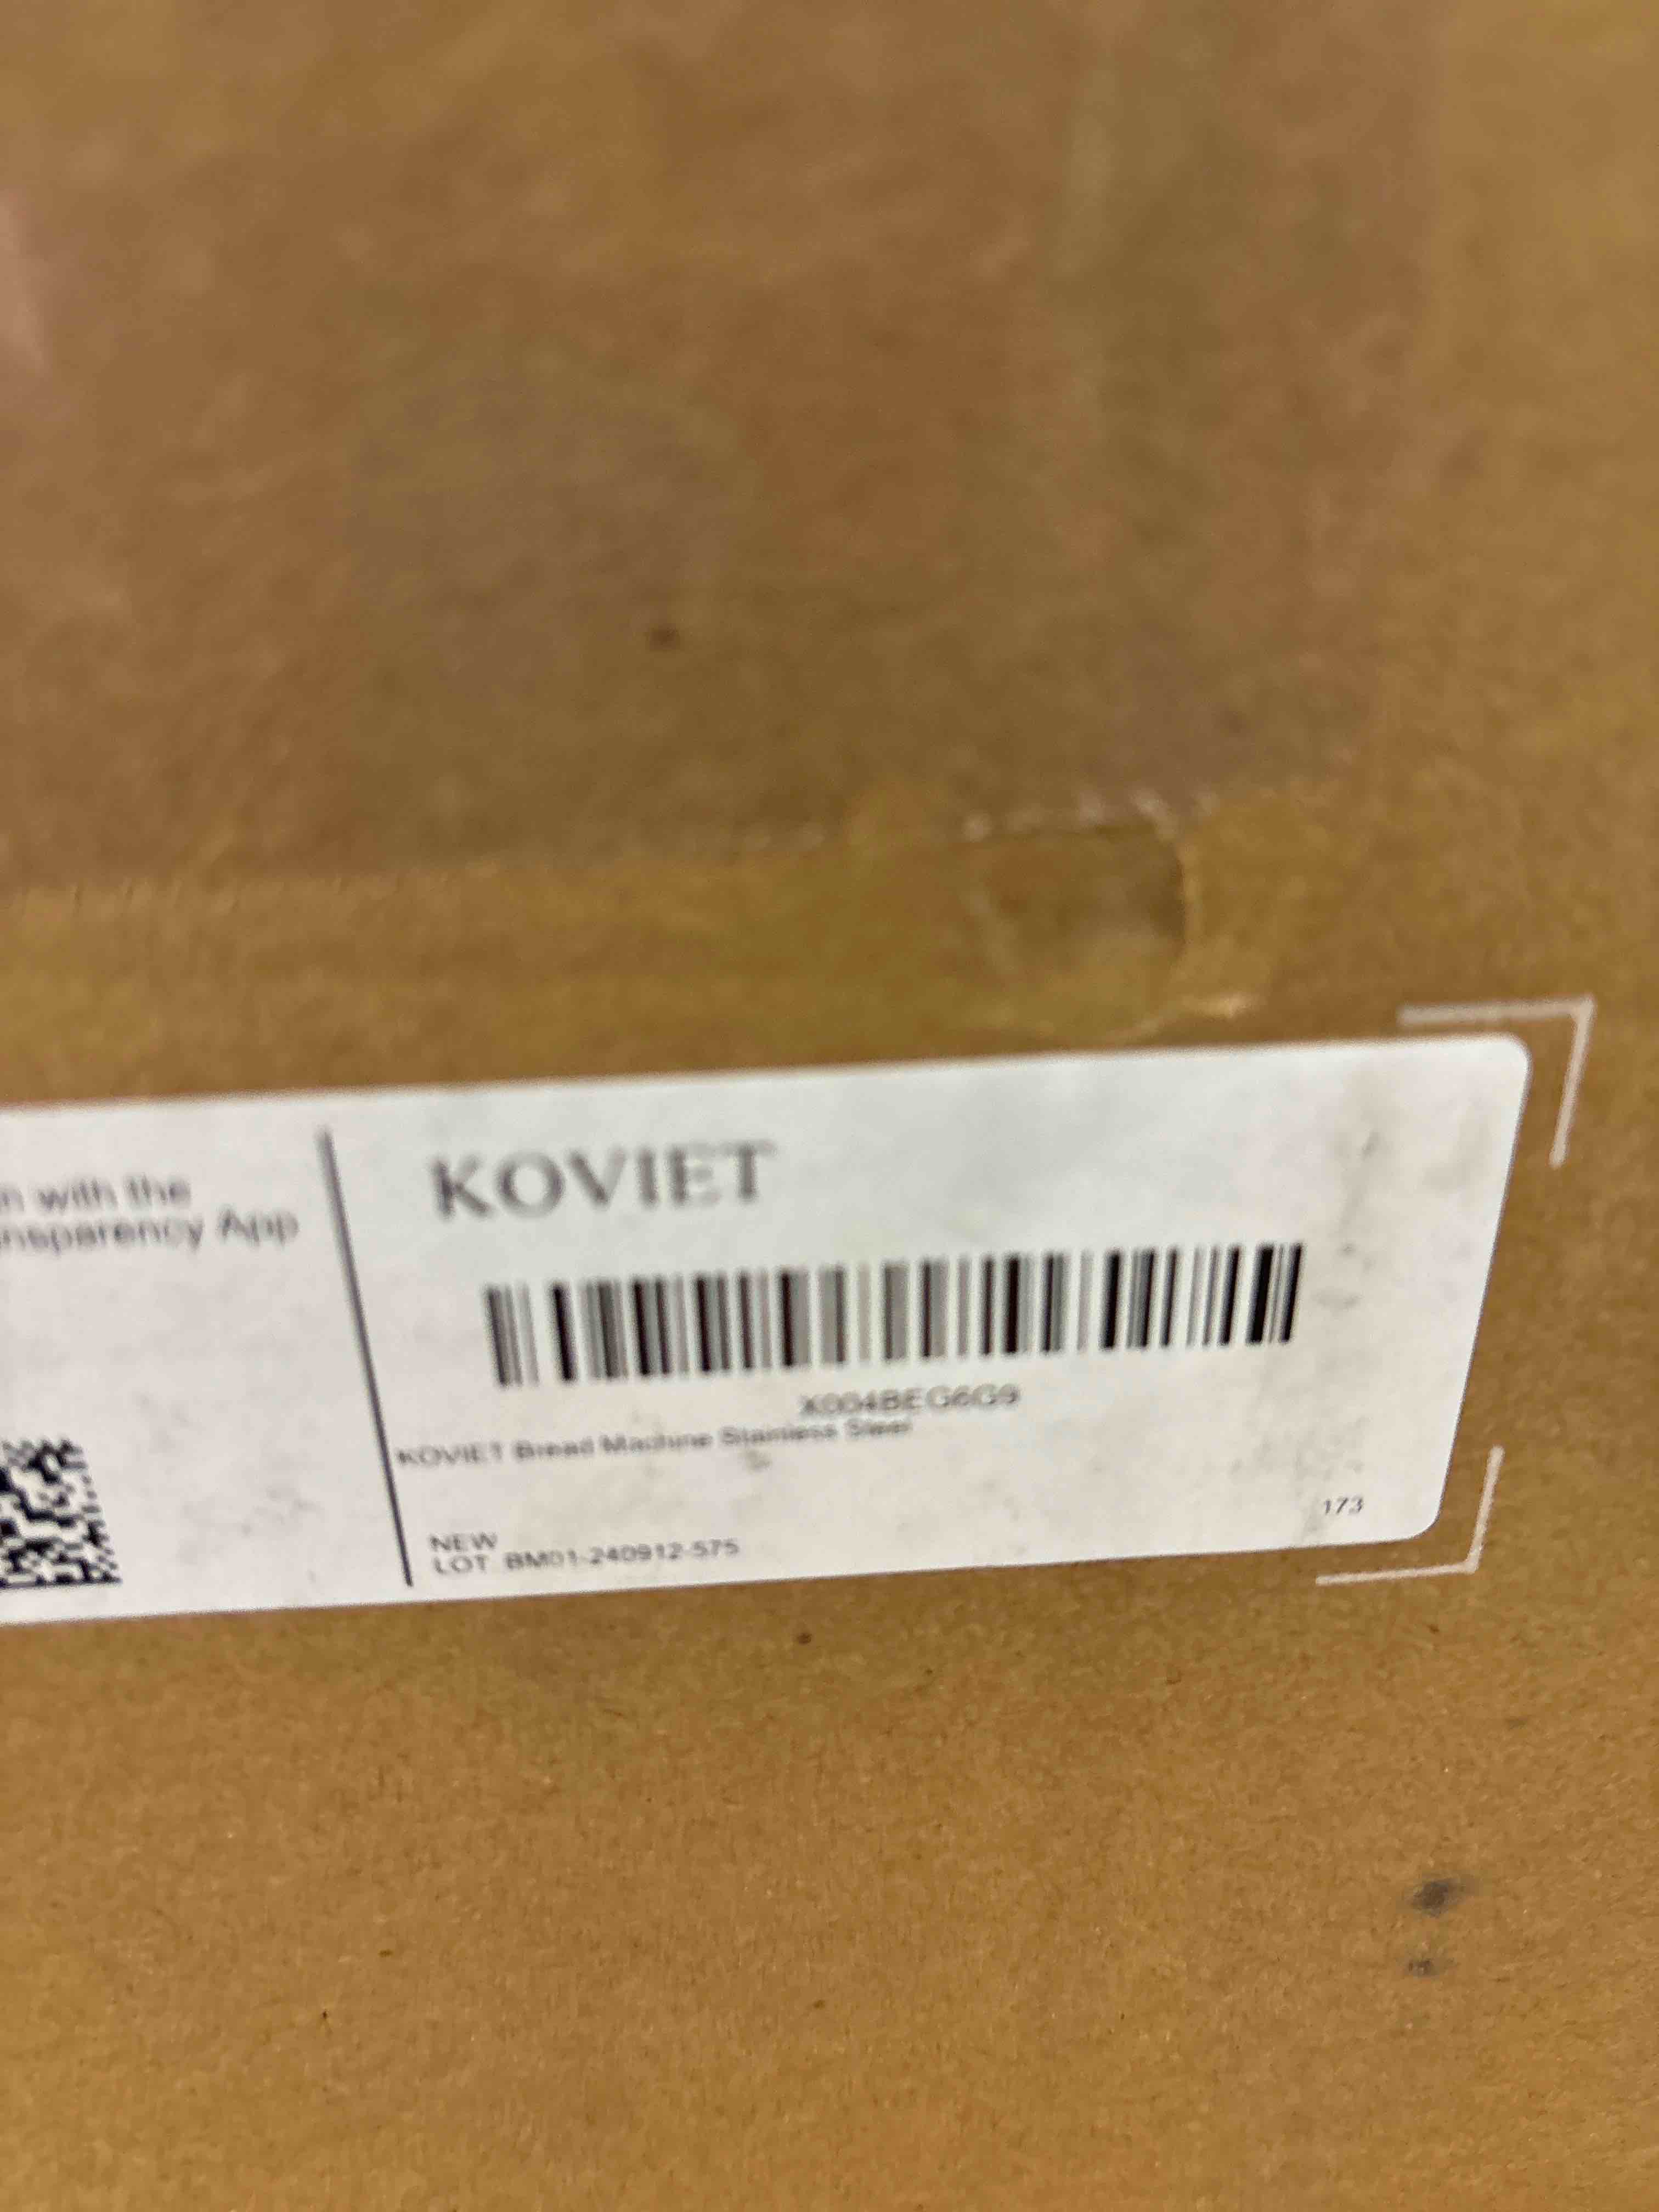 n with the
nsparency App
KOVIET
X004BEG6G9
KOVIET Bread Machine Stainless Steel
173
NEW
LOT BM01-240912-575